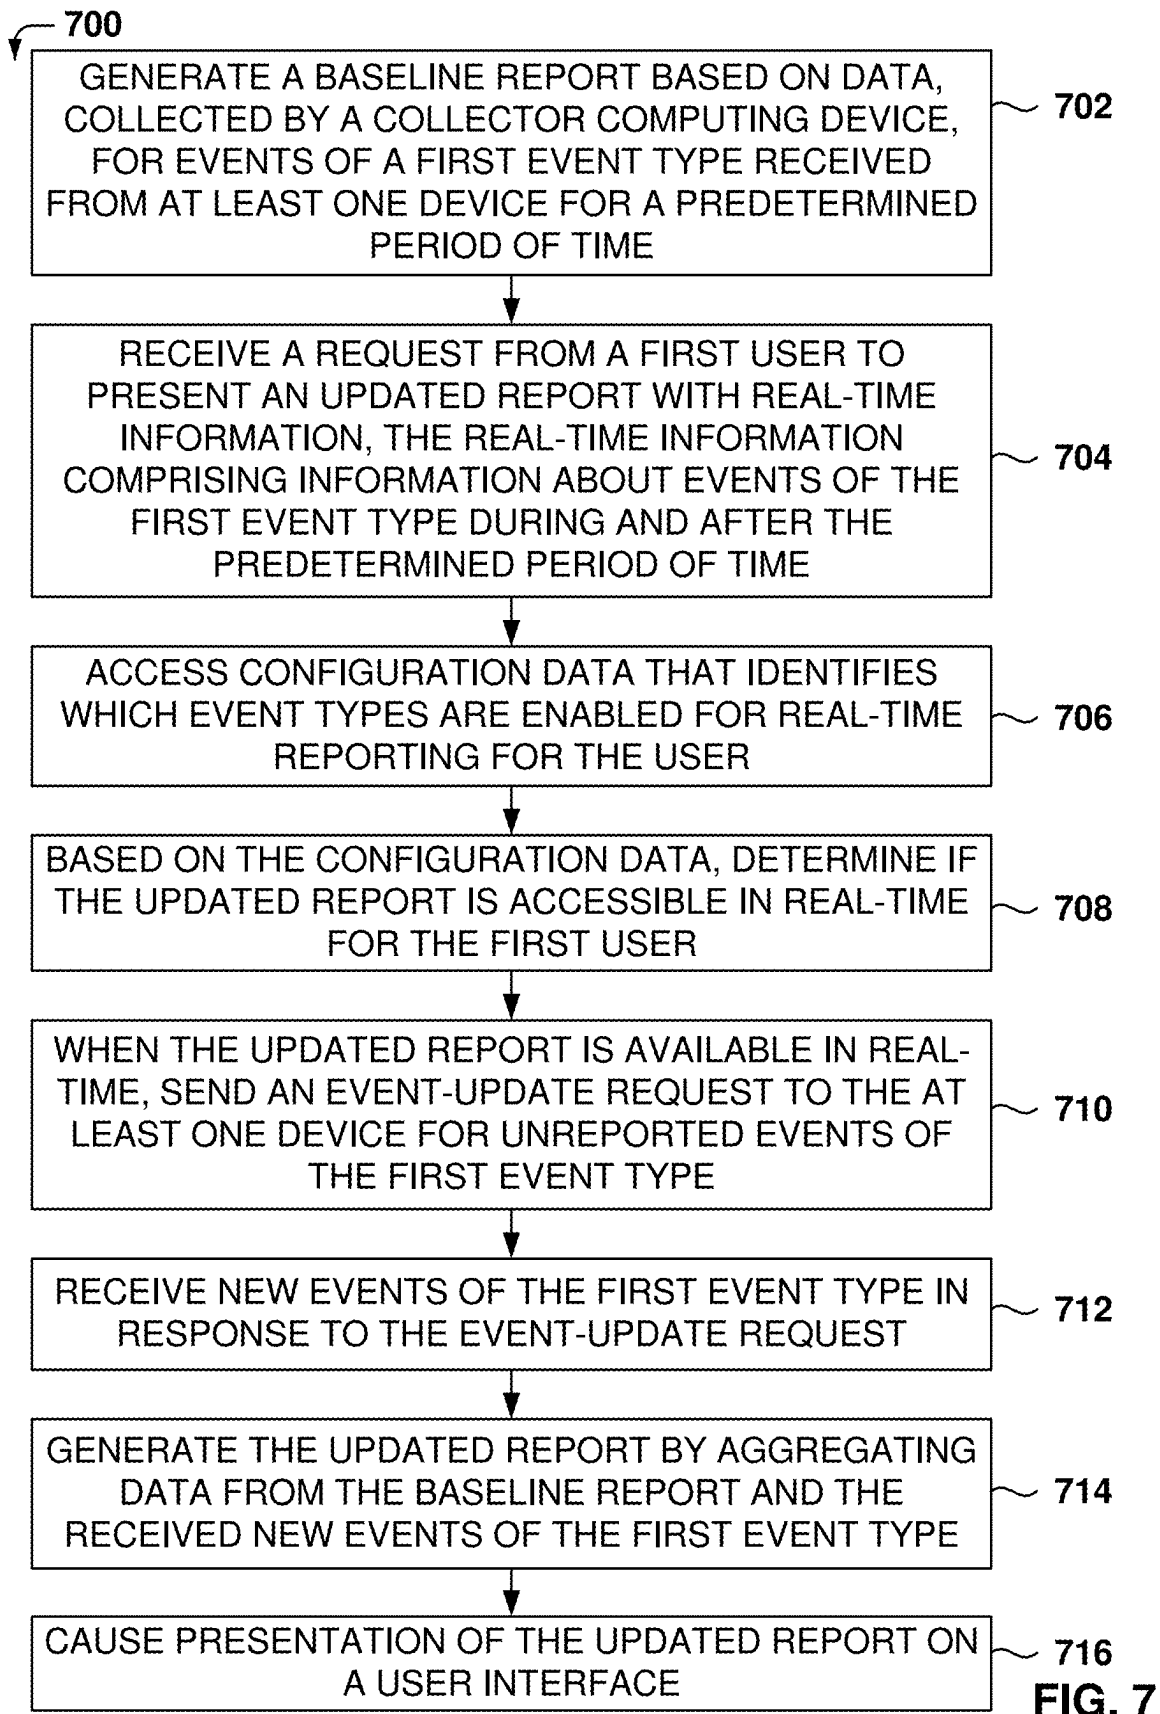 700
GENERATE A BASELINE REPORT BASED ON DATA,
COLLECTED BY A COLLECTOR COMPUTING DEVICE,
FOR EVENTS OF A FIRST EVENT TYPE RECEIVED
FROM AT LEAST ONE DEVICE FOR A PREDETERMINED
PERIOD OF TIME
702
RECEIVE A REQUEST FROM A FIRST USER TO
PRESENT AN UPDATED REPORT WITH REAL-TIME
INFORMATION, THE REAL-TIME INFORMATION
COMPRISING INFORMATION ABOUT EVENTS OF THE
FIRST EVENT TYPE DURING AND AFTER THE
PREDETERMINED PERIOD OF TIME
704
ACCESS CONFIGURATION DATA THAT IDENTIFIES
WHICH EVENT TYPES ARE ENABLED FOR REAL-TIME
REPORTING FOR THE USER
706
BASED ON THE CONFIGURATION DATA, DETERMINE IF
THE UPDATED REPORT IS ACCESSIBLE IN REAL-TIME
FOR THE FIRST USER
708
WHEN THE UPDATED REPORT IS AVAILABLE IN REAL-
TIME, SEND AN EVENT-UPDATE REQUEST TO THE AT
LEAST ONE DEVICE FOR UNREPORTED EVENTS OF
THE FIRST EVENT TYPE
710
RECEIVE NEW EVENTS OF THE FIRST EVENT TYPE IN
RESPONSE TO THE EVENT-UPDATE REQUEST
712
GENERATE THE UPDATED REPORT BY AGGREGATING
DATA FROM THE BASELINE REPORT AND THE
RECEIVED NEW EVENTS OF THE FIRST EVENT TYPE
714
CAUSE PRESENTATION OF THE UPDATED REPORT ON
A USER INTERFACE
716
FIG. 7